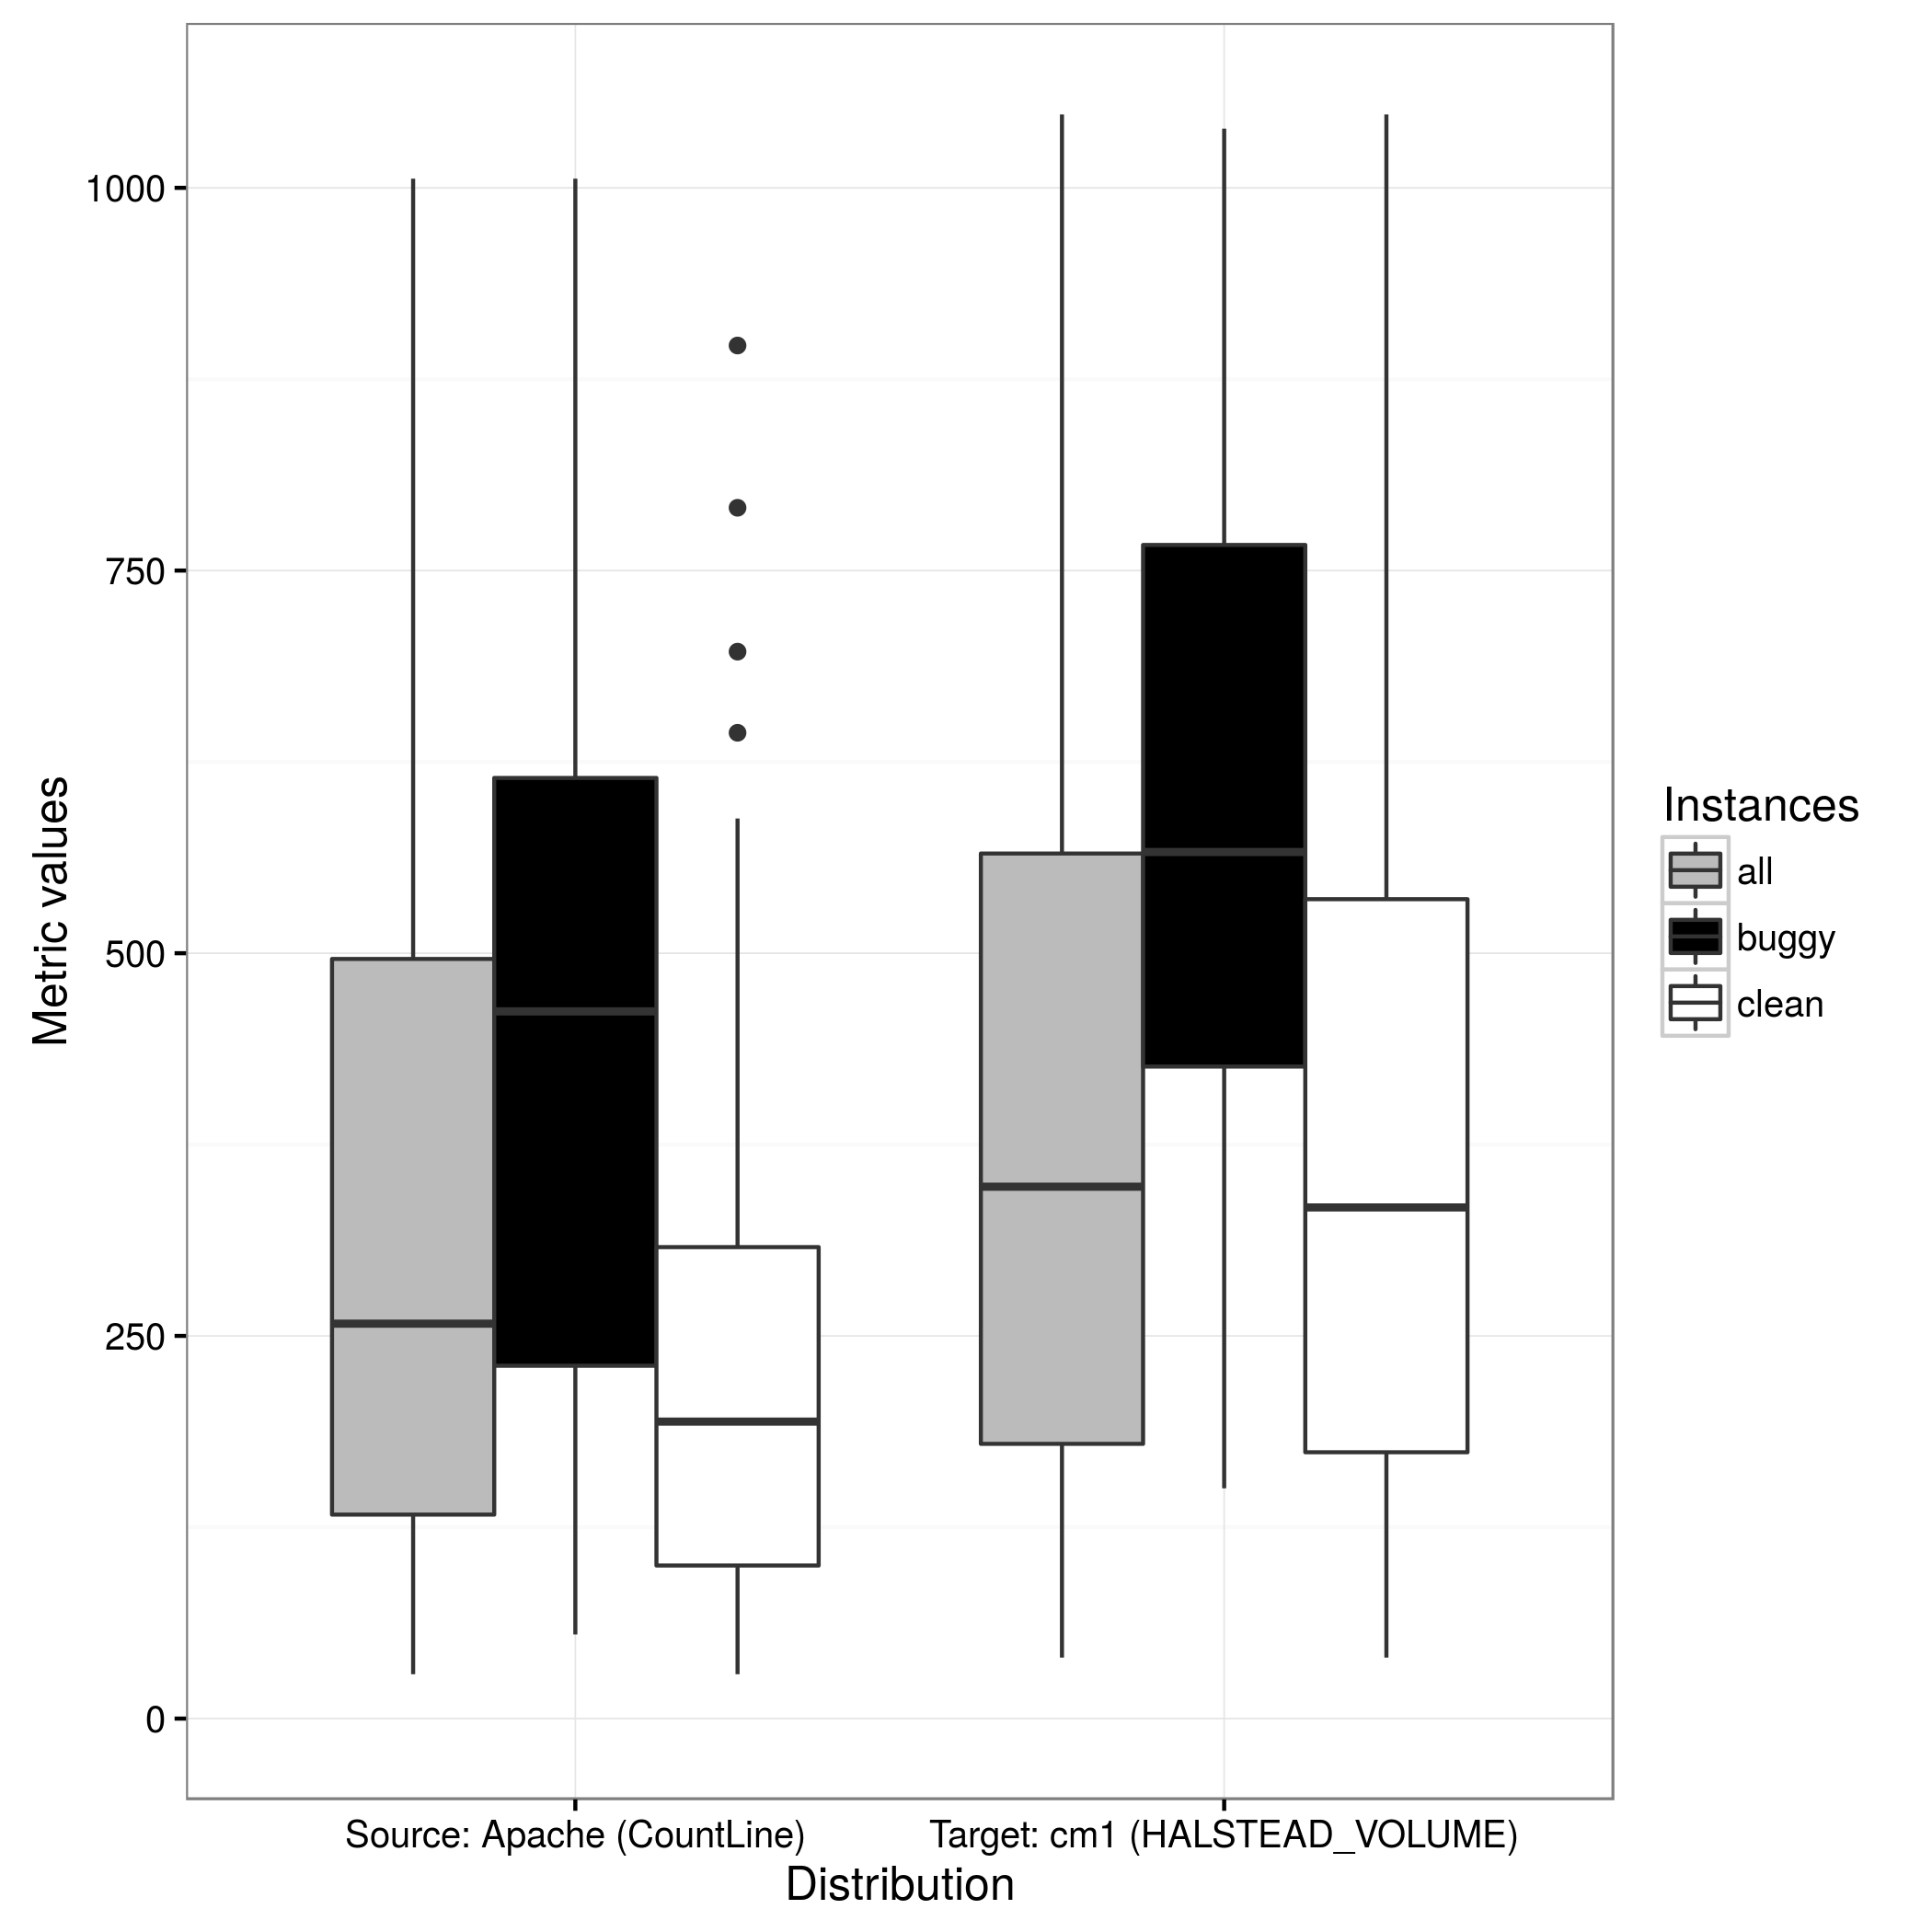 1000
750
500
250
0
Metric values
Source: Apache (CountLine)
Target: cm1 (HALSTEAD_VOLUME)
Distribution
Instances
all
buggy
clean